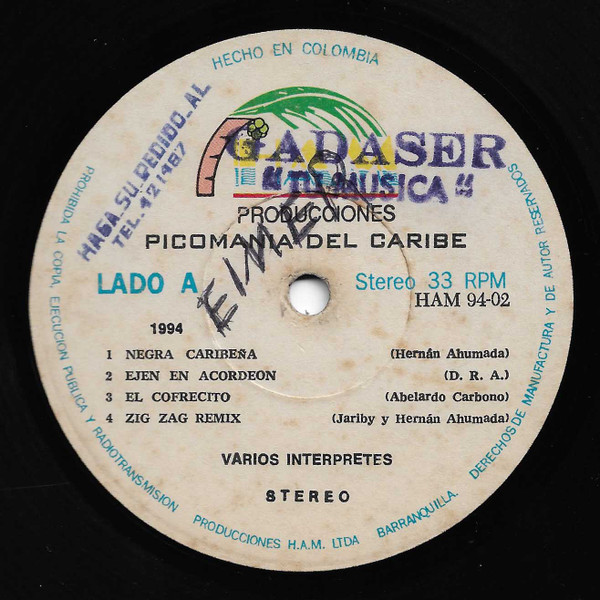 HECHO EN COLOMBIA
HAGA.SU.PEDIDO.AL
TEL. 421487
GADASER
"TU MUSICA"
PRODUCCIONES
PICOMANIA DEL CARIBE
EIMER
LADO A
Stereo 33 RPM
HAM 94-02
1994
1 NEGRA CARIBEÑA (Hernán Ahumada)
2 EJEN EN ACORDEON (D. R. A.)
3 EL COFRECITO (Abelardo Carbono)
4 ZIG ZAG REMIX (Jariby y Hernán Ahumada)
VARIOS INTERPRETES
STEREO
PROHIBIDA LA COPIA, EJECUCION PUBLICA Y RADIOTRANSMISION
PRODUCCIONES H.A.M. LTDA BARRANQUILLA.
DERECHOS DE MANUFACTURA Y DE AUTOR RESERVADOS